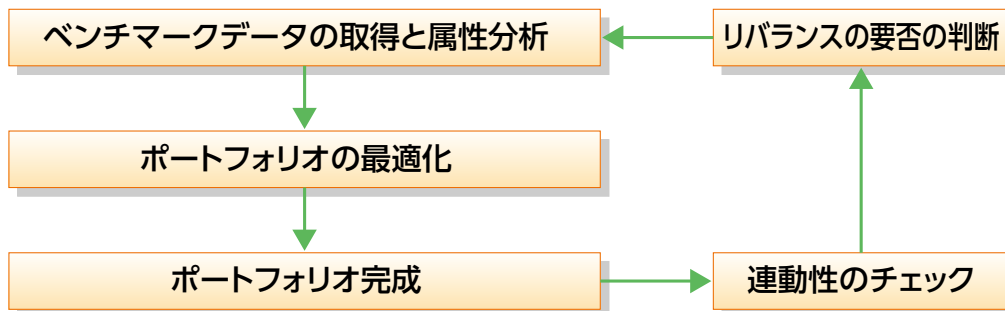 ベンチマークデータの取得と属性分析
リバランスの要否の判断
ポートフォリオの最適化
ポートフォリオ完成
連動性のチェック